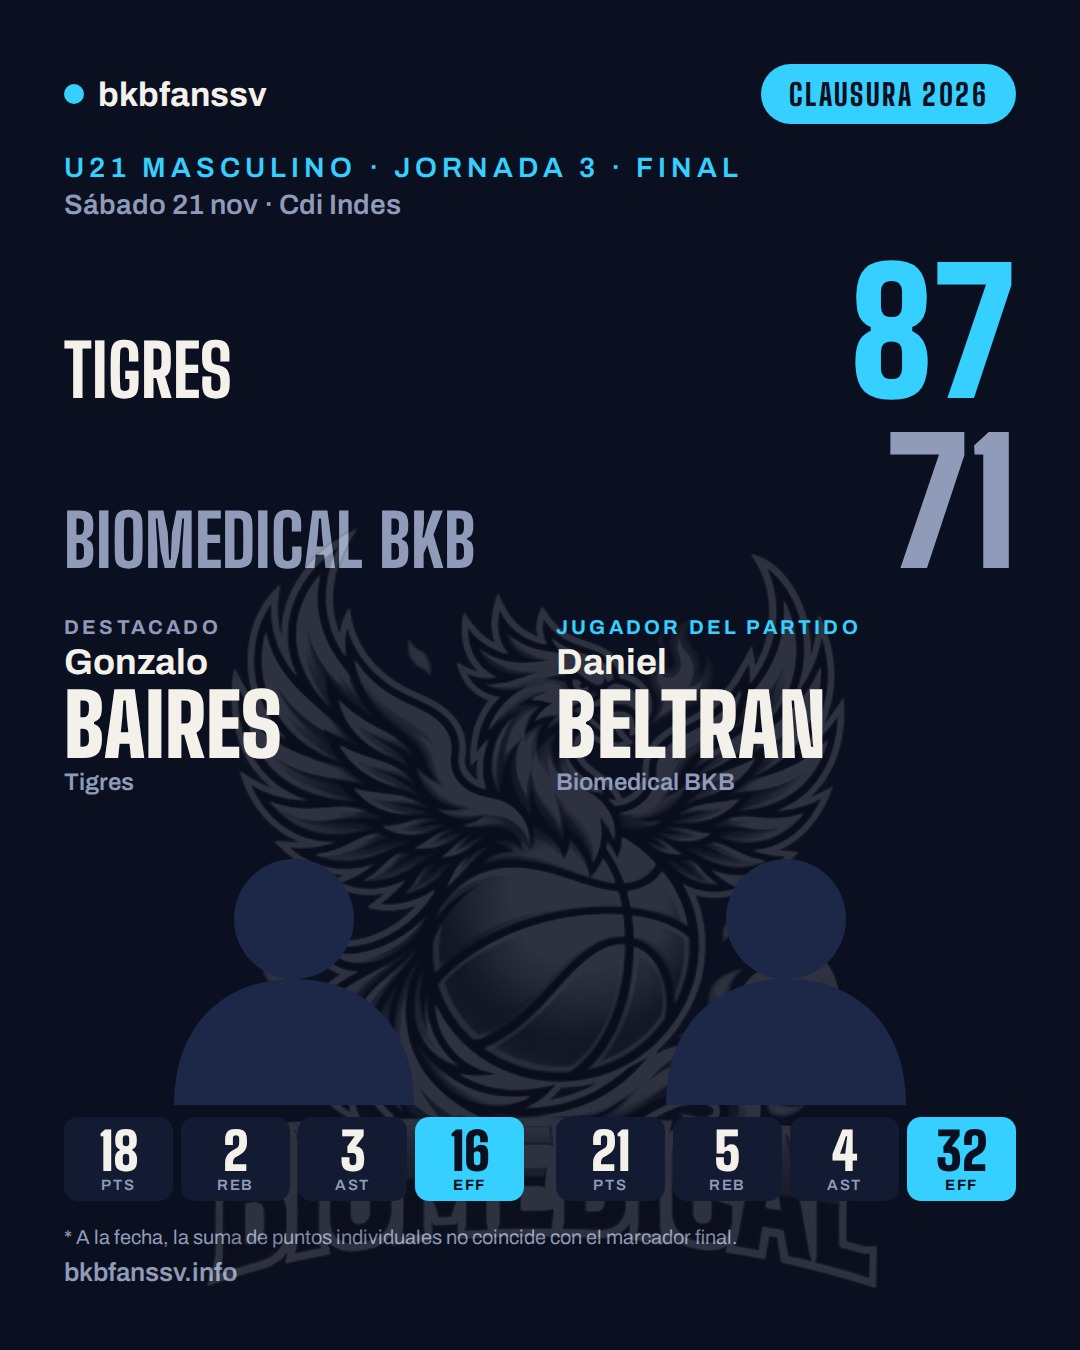 bkbfanssv
CLAUSURA 2026
U21 MASCULINO · JORNADA 3 · FINAL
Sábado 21 nov · Cdi Indes
TIGRES 87
BIOMEDICAL BKB 71
DESTACADO
Gonzalo
BAIRES
Tigres
JUGADOR DEL PARTIDO
Daniel
BELTRAN
Biomedical BKB
18 2 3 16
PTS REB AST EFF
21 5 4 32
PTS REB AST EFF
BIOMEDICAL
* A la fecha, la suma de puntos individuales no coincide con el marcador final.
bkbfanssv.info